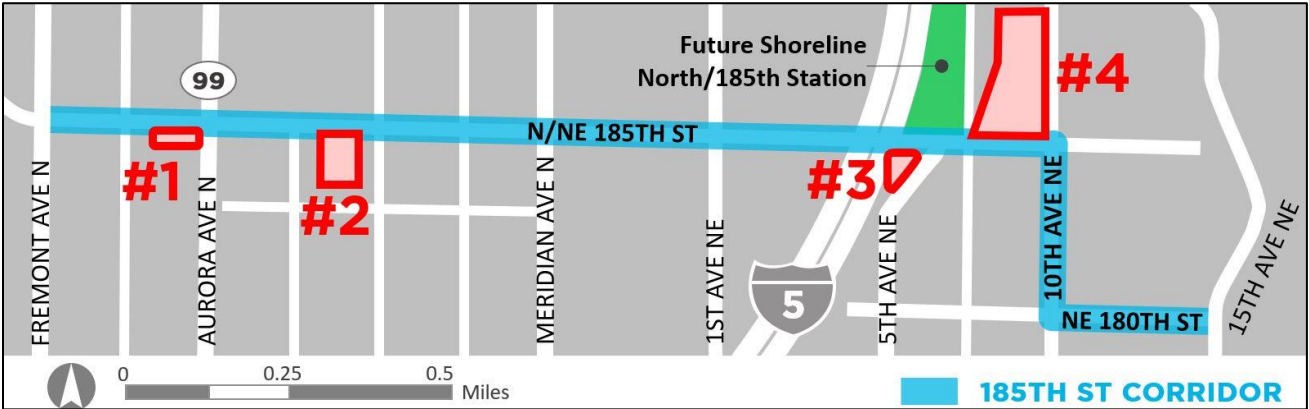 Future Shoreline
North/185th Station
99
#4
N/NE 185TH ST
#1
#2
#3
FREMONT AVE N
AURORA AVE N
MERIDIAN AVE N
1ST AVE NE
5TH AVE NE
10TH AVE NE
15TH AVE NE
5
NE 180TH ST
0 0.25 0.5
Miles
185TH ST CORRIDOR